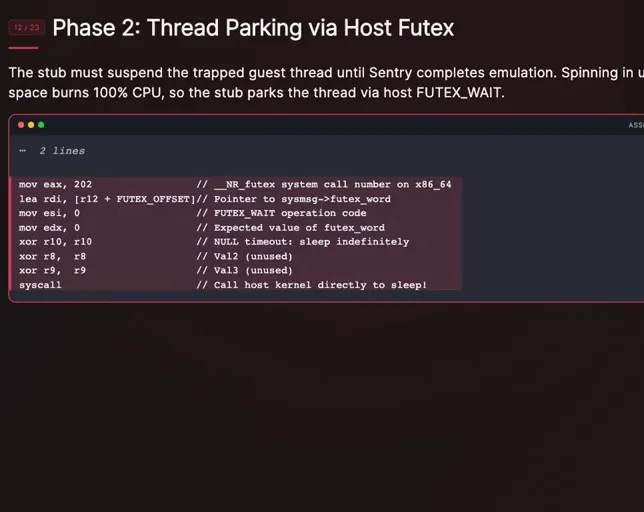 12 / 23 Phase 2: Thread Parking via Host Futex
The stub must suspend the trapped guest thread until Sentry completes emulation. Spinning in u
space burns 100% CPU, so the stub parks the thread via host FUTEX_WAIT.
ASS
⋯ 2 lines
mov eax, 202 // __NR_futex system call number on x86_64
lea rdi, [r12 + FUTEX_OFFSET]// Pointer to sysmsg->futex_word
mov esi, 0 // FUTEX_WAIT operation code
mov edx, 0 // Expected value of futex_word
xor r10, r10 // NULL timeout: sleep indefinitely
xor r8, r8 // Val2 (unused)
xor r9, r9 // Val3 (unused)
syscall // Call host kernel directly to sleep!